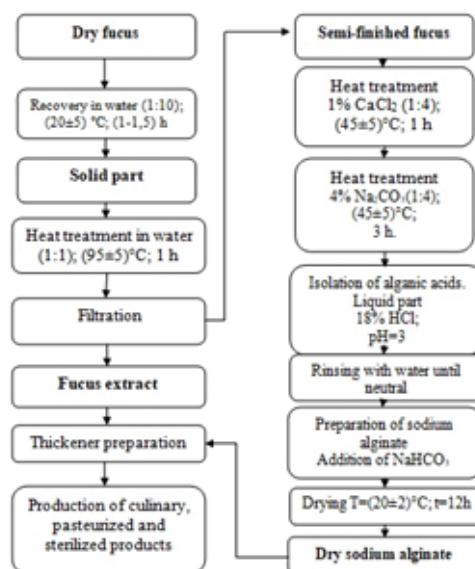 Dry fucus
Recovery in water (1:10);
(20±5) °C; (1-1,5) h
Solid part
Heat treatment in water
(1:1); (95±5)°C; 1 h
Filtration
Fucus extract
Thickener preparation
Production of culinary,
pasteurized and
sterilized products
Semi-finished fucus
Heat treatment
1% CaCl2 (1:4);
(45±5)°C; 1 h
Heat treatment
4% Na2CO3(1:4);
(45±5)°C;
3 h.
Isolation of alganic acids.
Liquid part
18% HCl;
pH=3
Rinsing with water until
neutral
Preparation of sodium
alginate
Addition of NaHCO3
Drying T=(20±2)°C; t=12h
Dry sodium alginate